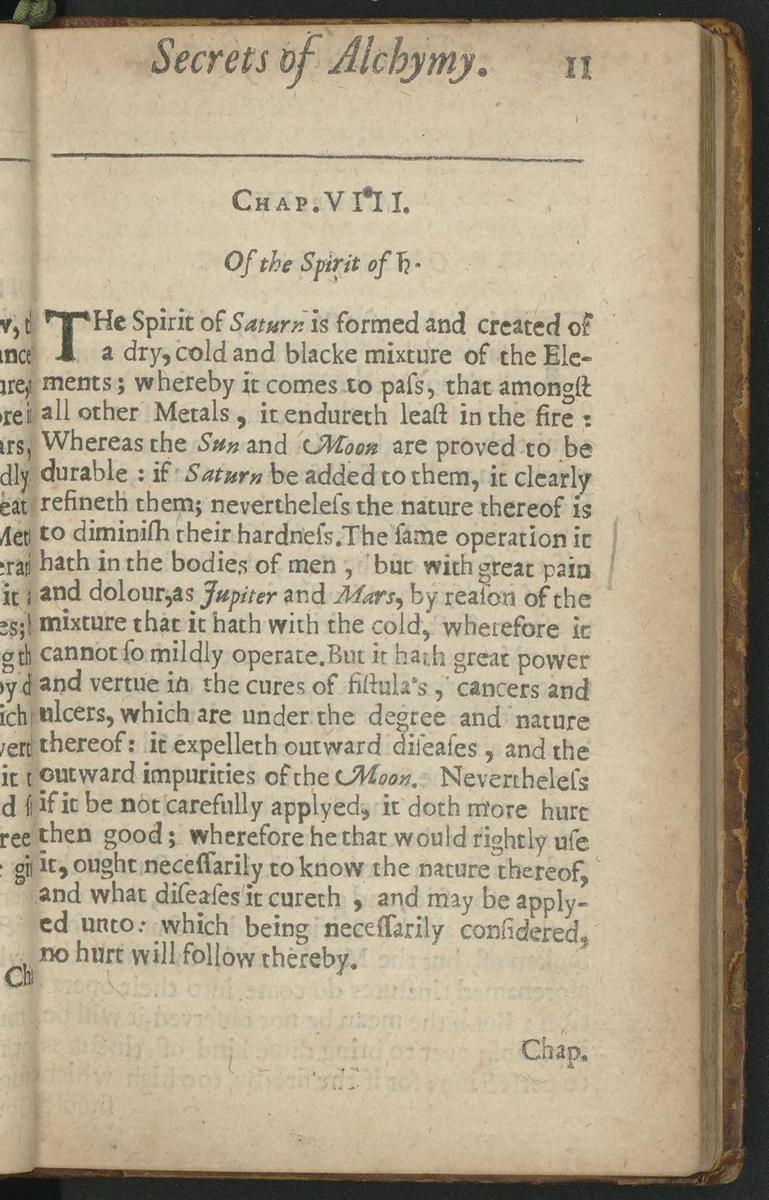 Secrets of Alchymy. 11
CHAP. VIII.
Of the Spirit of ♄.
THe Spirit of Saturn is formed and created of
a dry, cold and blacke mixture of the Ele-
ments; whereby it comes to paſs, that amongſt
all other Metals, it endureth leaſt in the fire:
Whereas the Sun and Moon are proved to be
durable: if Saturn be added to them, it clearly
refineth them; nevertheleſs the nature thereof is
to diminiſh their hardneſs. The ſame operation it
hath in the bodies of men, but with great pain
and dolour, as Jupiter and Mars, by reaſon of the
mixture that it hath with the cold, wherefore it
cannot ſo mildly operate. But it hath great power
and vertue in the cures of fiſtula's, cancers and
ulcers, which are under the degree and nature
thereof: it expelleth outward diſeaſes, and the
outward impurities of the Moon. Nevertheleſs
if it be not carefully applyed, it doth more hurt
then good; wherefore he that would rightly uſe
it, ought neceſſarily to know the nature thereof,
and what diſeaſes it cureth, and may be apply-
ed unto: which being neceſſarily conſidered,
no hurt will follow thereby.
Chap.